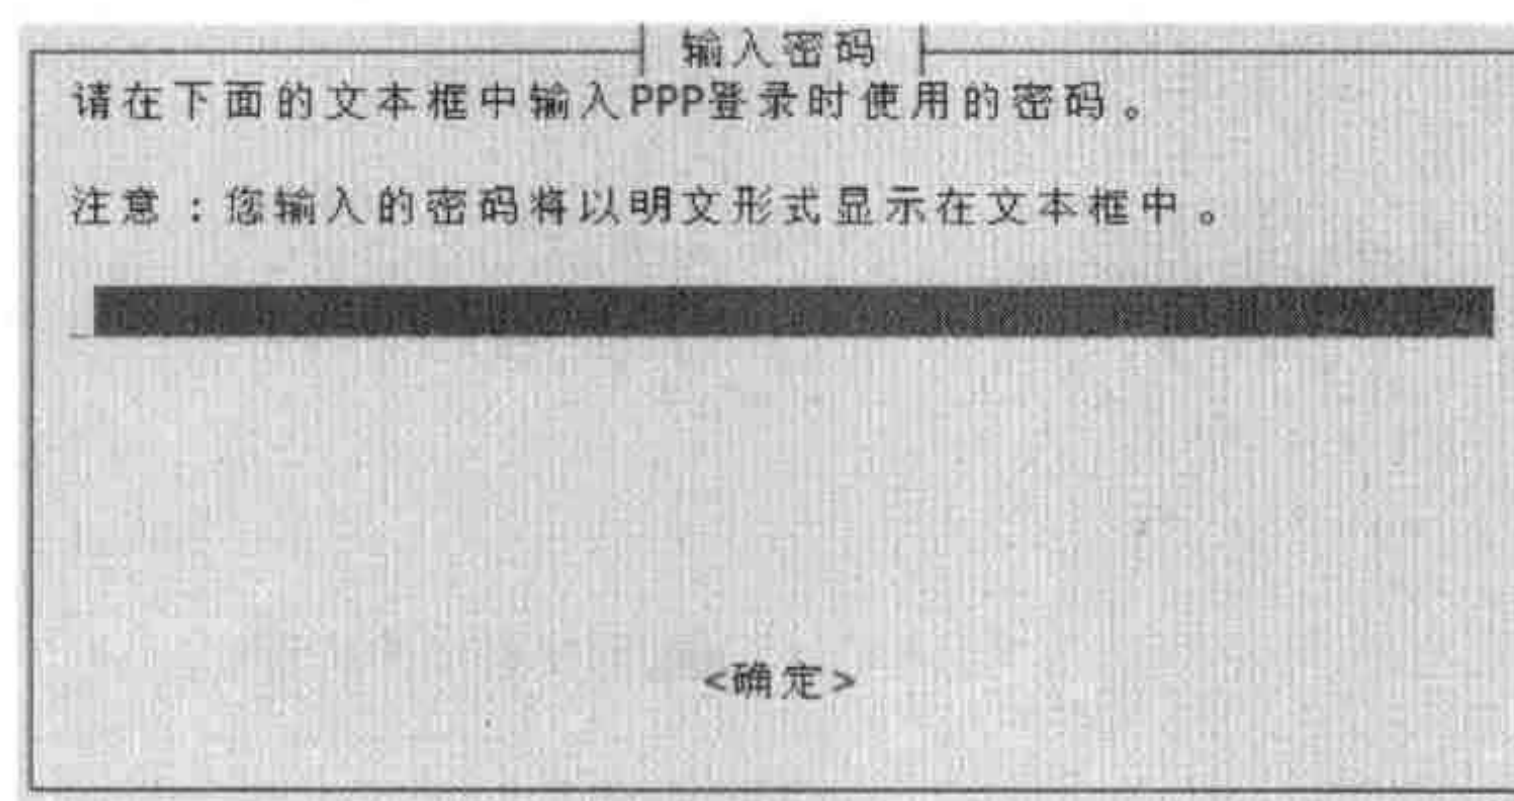 输入密码
请在下面的文本框中输入PPP登录时使用的密码。
注意：您输入的密码将以明文形式显示在文本框中。
<确定>